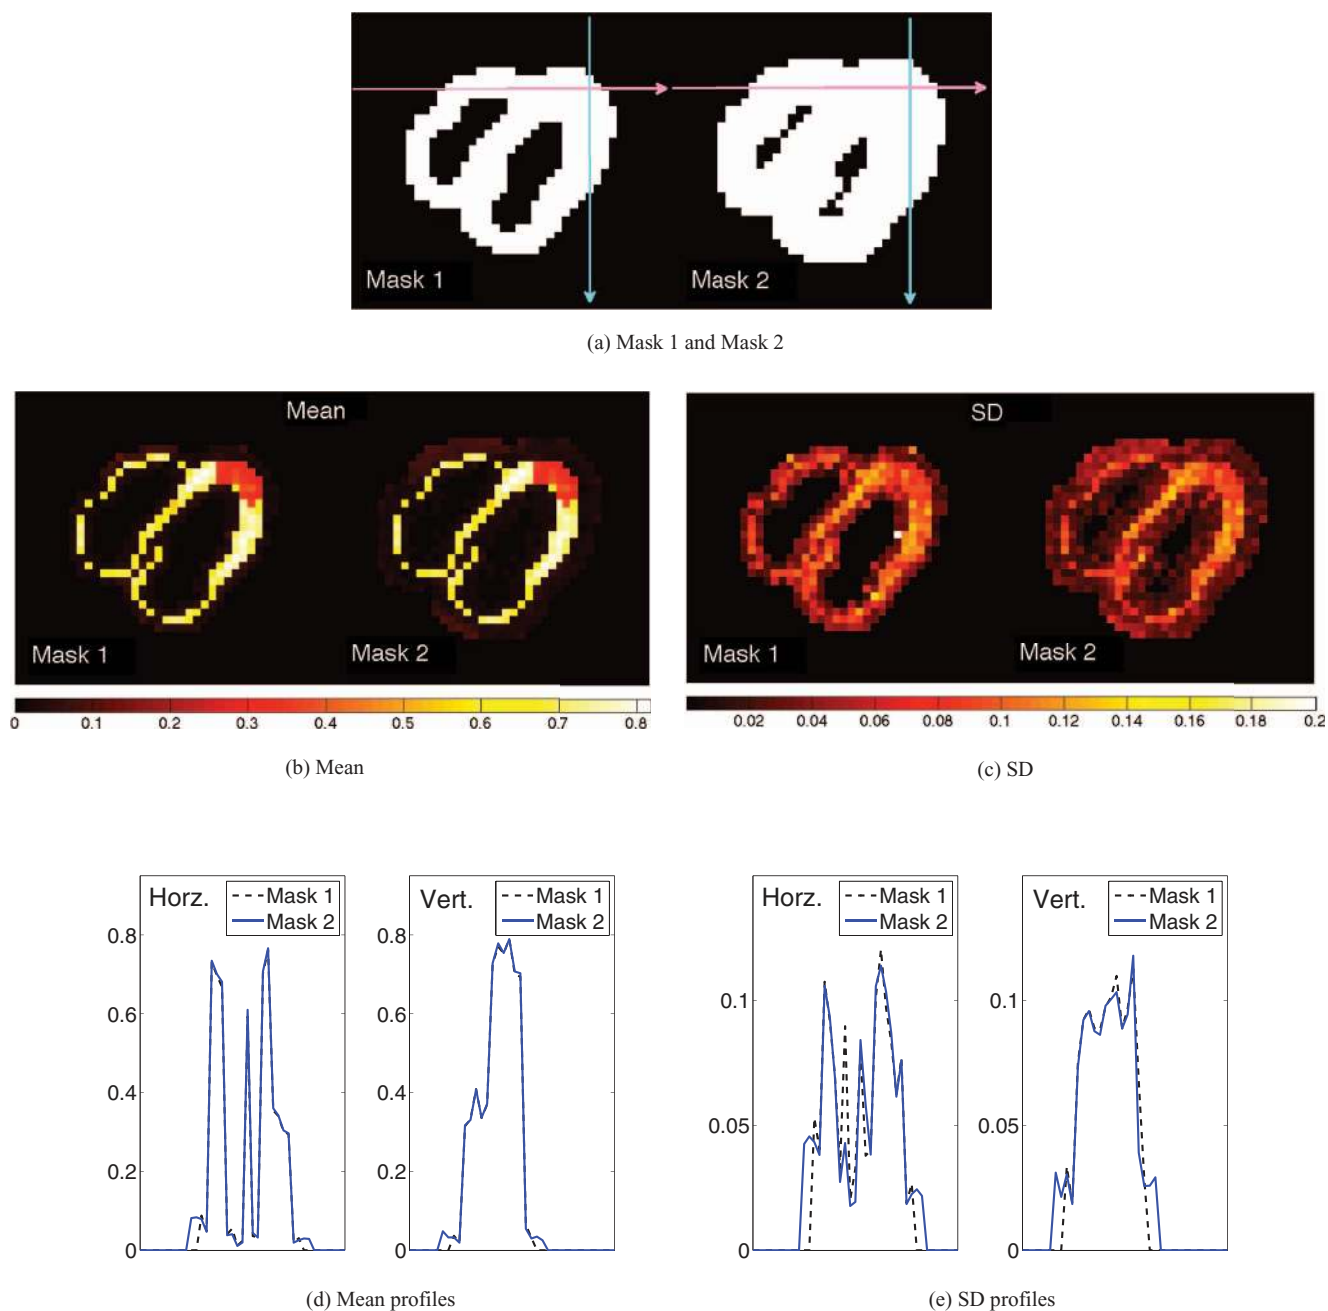 Mask 1
Mask 2
(a) Mask 1 and Mask 2
Mean
Mask 1
Mask 2
0 0.1 0.2 0.3 0.4 0.5 0.6 0.7 0.8
(b) Mean
SD
Mask 1
Mask 2
0.02 0.04 0.06 0.08 0.1 0.12 0.14 0.16 0.18 0.2
(c) SD
Horz.
Mask 1
Mask 2
0.8
0.6
0.4
0.2
0
Vert.
Mask 1
Mask 2
0.8
0.6
0.4
0.2
0
(d) Mean profiles
Horz.
Mask 1
Mask 2
0.1
0.05
0
Vert.
Mask 1
Mask 2
0.1
0.05
0
(e) SD profiles